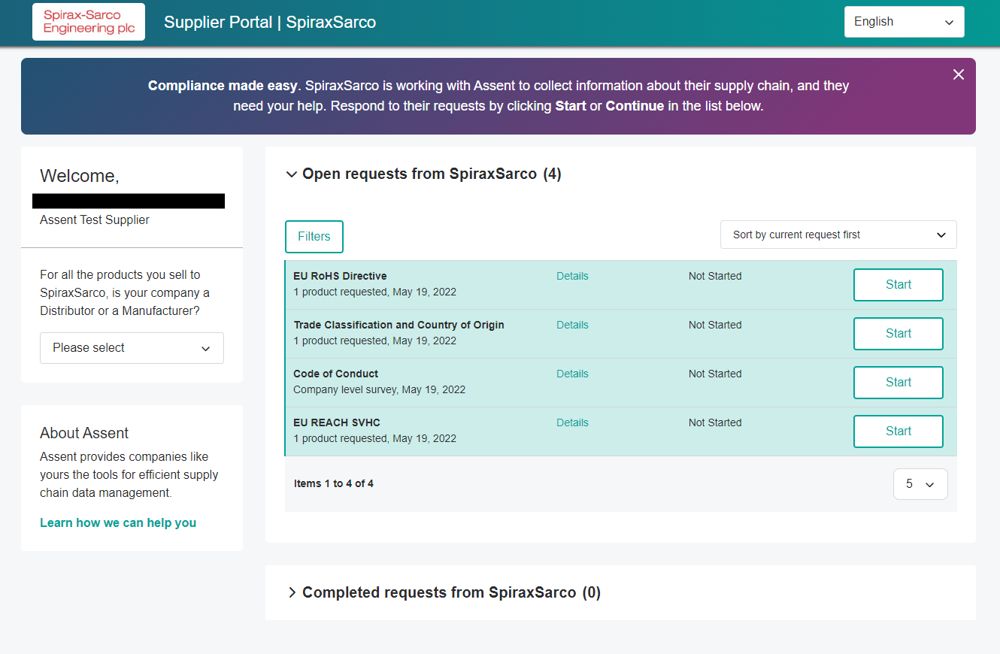 Spirax-Sarco
Engineering plc
Supplier Portal | SpiraxSarco
English
Compliance made easy. SpiraxSarco is working with Assent to collect information about their supply chain, and they
need your help. Respond to their requests by clicking Start or Continue in the list below.
Welcome,
Assent Test Supplier
For all the products you sell to
SpiraxSarco, is your company a
Distributor or a Manufacturer?
Please select
About Assent
Assent provides companies like
yours the tools for efficient supply
chain data management.
Learn how we can help you
Open requests from SpiraxSarco (4)
Filters
Sort by current request first
EU RoHS Directive Details Not Started Start
1 product requested, May 19, 2022
Trade Classification and Country of Origin Details Not Started Start
1 product requested, May 19, 2022
Code of Conduct Details Not Started Start
Company level survey, May 19, 2022
EU REACH SVHC Details Not Started Start
1 product requested, May 19, 2022
Items 1 to 4 of 4
5
Completed requests from SpiraxSarco (0)